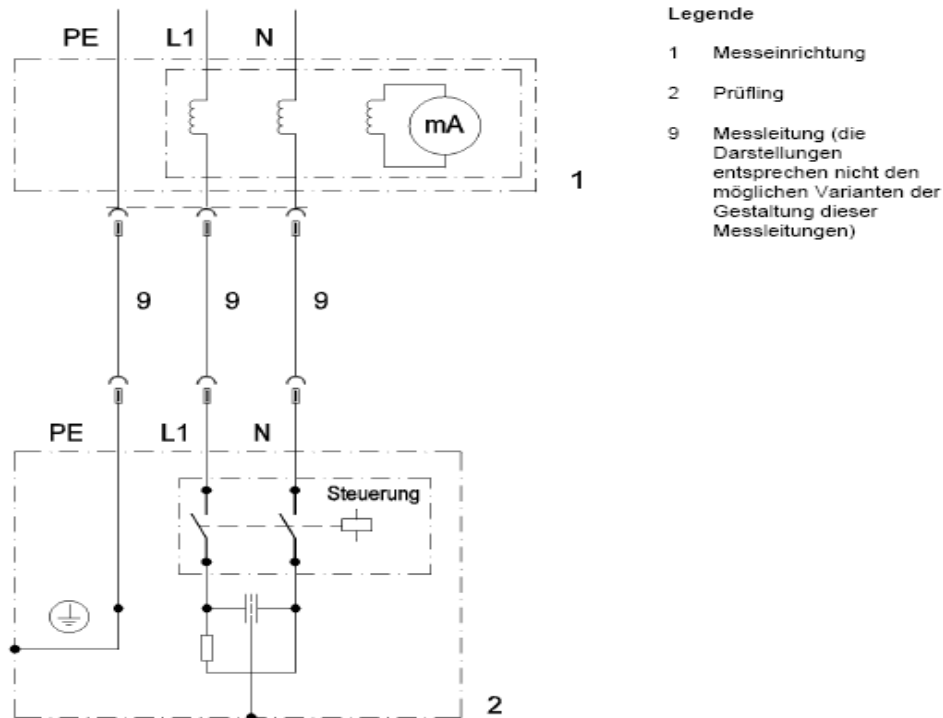 PE L1 N
mA
1
9 9 9
PE L1 N
Steuerung
2
Legende
1 Messeinrichtung
2 Prüfling
9 Messleitung (die
Darstellungen
entsprechen nicht den
möglichen Varianten der
Gestaltung dieser
Messleitungen)